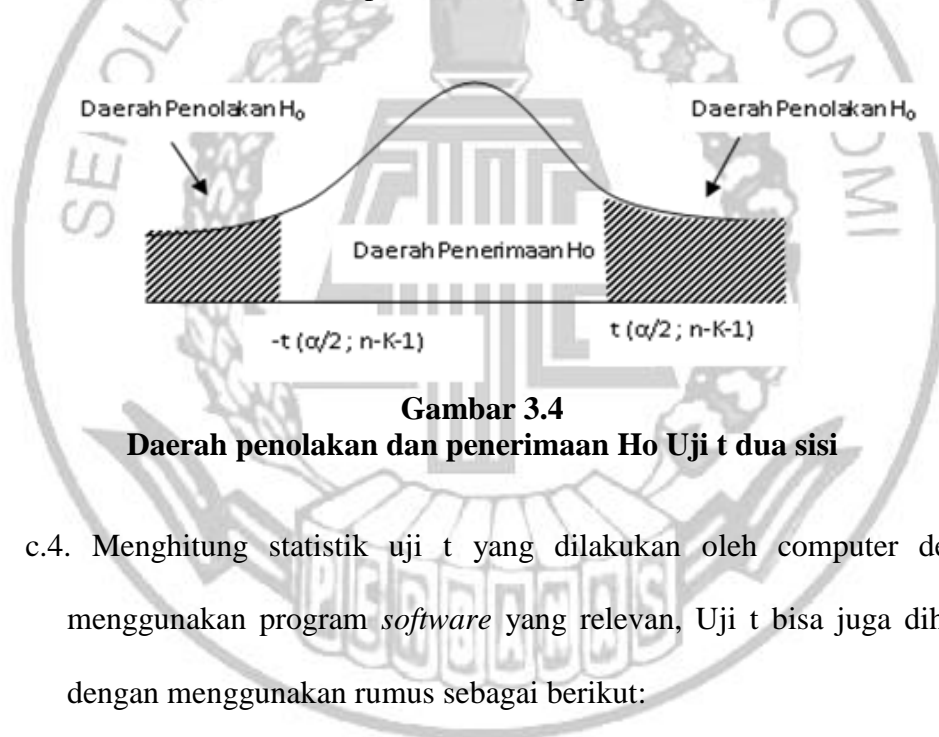 Daerah Penolakan H₀ Daerah Penolakan H₀
Daerah Penerimaan Ho
-t (α/2 ; n-K-1) t (α/2 ; n-K-1)
Gambar 3.4
Daerah penolakan dan penerimaan Ho Uji t dua sisi
c.4. Menghitung statistik uji t yang dilakukan oleh computer
menggunakan program software yang relevan, Uji t bisa juga
dengan menggunakan rumus sebagai berikut:
PERBANAS